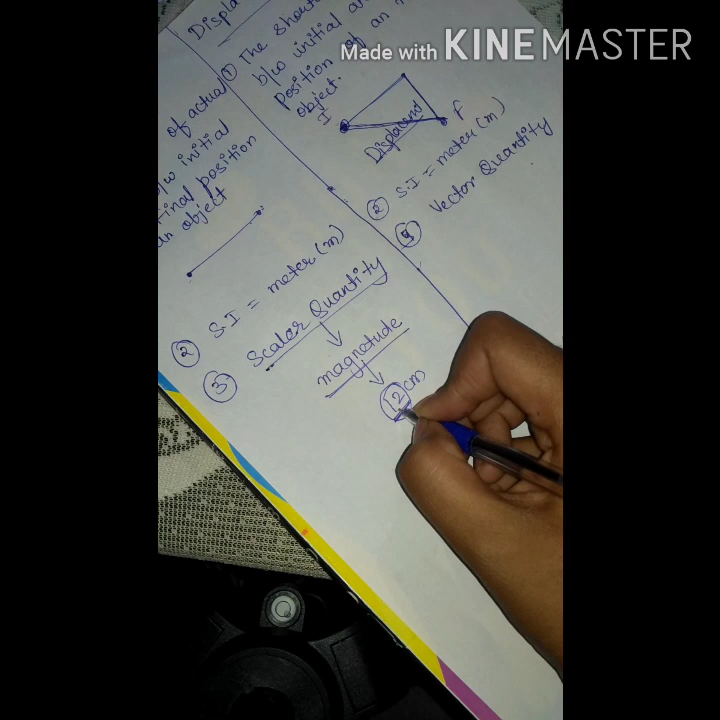 Made with KINEMASTER
Displa
① The short
b/w initial a
Position of an
object.
I
F
Displacement
② S.I = meter (m)
③ Vector Quantity
of actual
b/w initial
Final position
an object
② S.I = meter (m)
③ Scalar Quantity
magnetude
12 cm